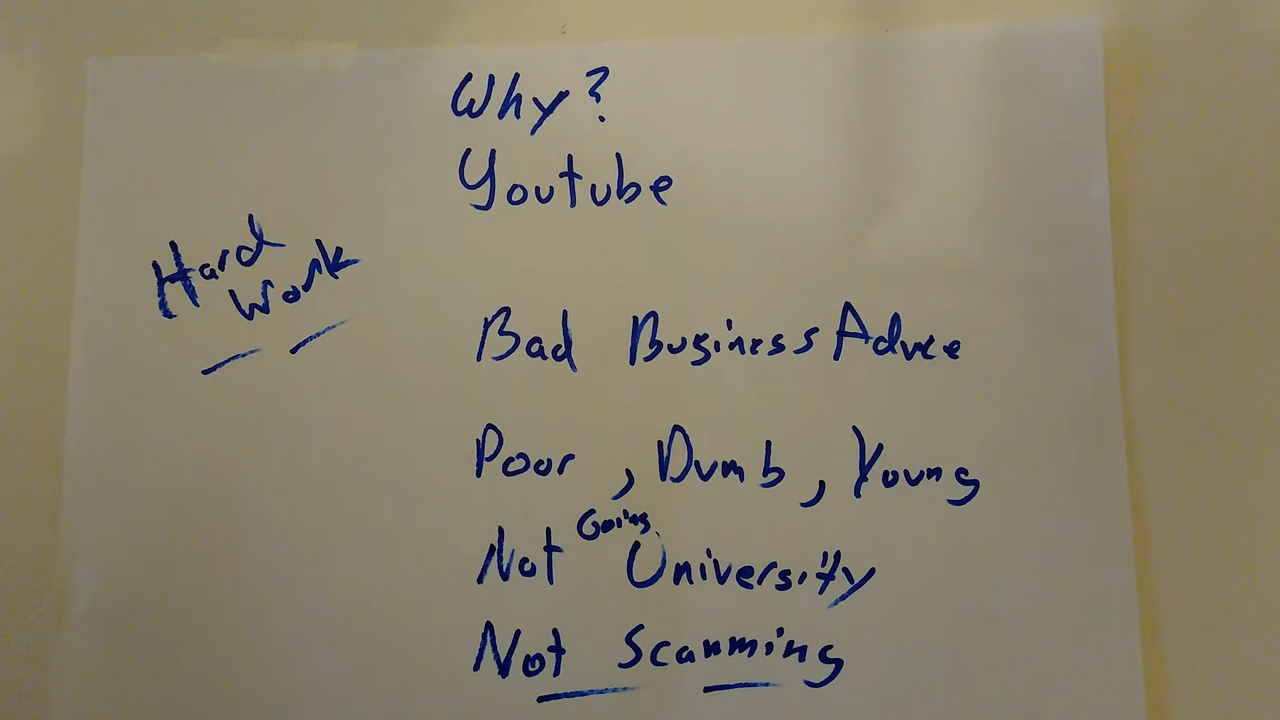 Why?
Youtube
Hard
Work
Bad Business Advice
Poor, Dumb, Young
Not Going University
Not Scamming